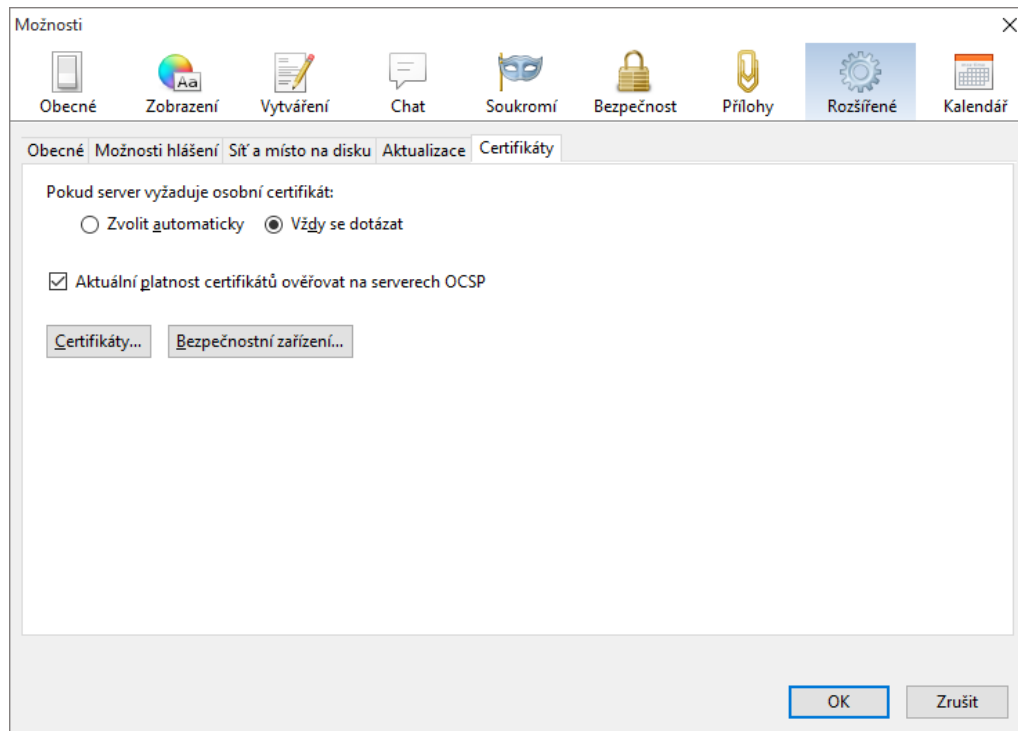 Možnosti
Aa
Obecné Zobrazení Vytváření Chat Soukromí Bezpečnost Přílohy Rozšířené Kalendář
Obecné Možnosti hlášení Síť a místo na disku Aktualizace Certifikáty
Pokud server vyžaduje osobní certifikát:
Zvolit automaticky Vždy se dotázat
Aktuální platnost certifikátů ověřovat na serverech OCSP
Certifikáty... Bezpečnostní zařízení...
OK Zrušit